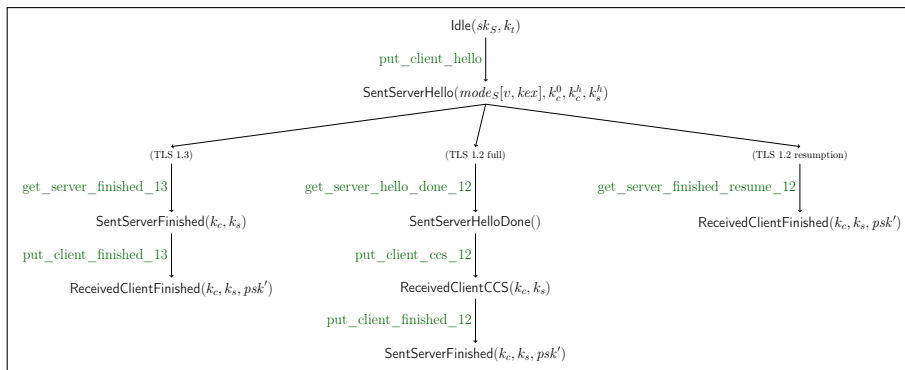 Idle(sk_S, k_t)
put_client_hello
SentServerHello(mode_S[v, kex], k_c^0, k_c^h, k_s^h)
(TLS 1.3) (TLS 1.2 full) (TLS 1.2 resumption)
get_server_finished_13 get_server_hello_done_12 get_server_finished_resume_12
SentServerFinished(k_c, k_s) SentServerHelloDone() ReceivedClientFinished(k_c, k_s, psk')
put_client_finished_13 put_client_ccs_12
ReceivedClientFinished(k_c, k_s, psk') ReceivedClientCCS(k_c, k_s)
put_client_finished_12
SentServerFinished(k_c, k_s, psk')